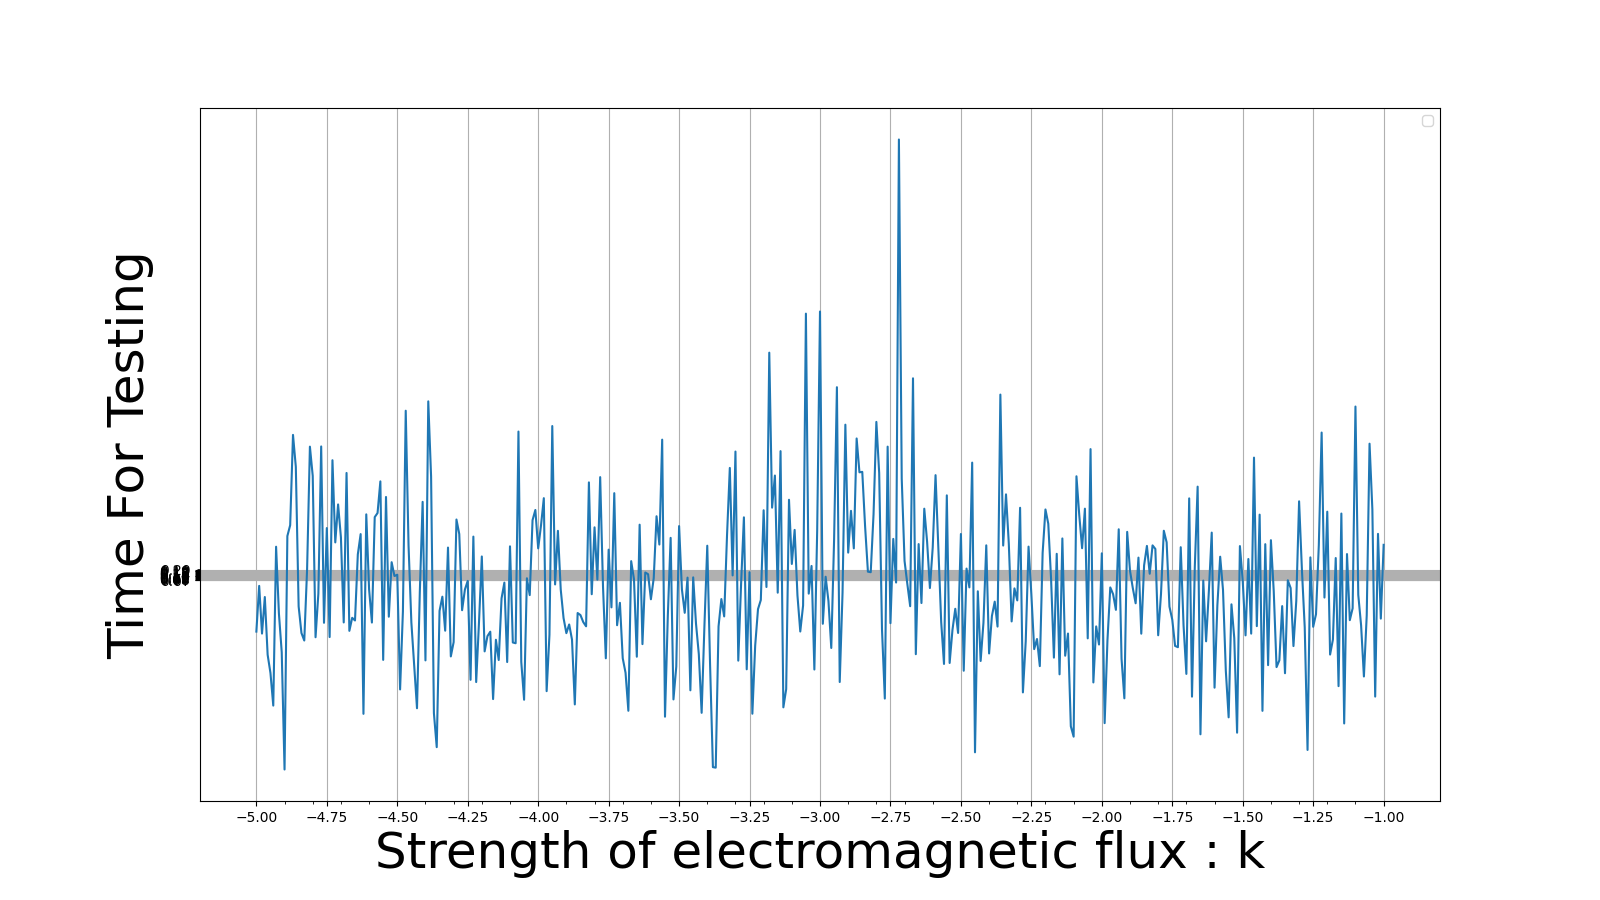 Time For Testing
−5.00 −4.75 −4.50 −4.25 −4.00 −3.75 −3.50 −3.25 −3.00 −2.75 −2.50 −2.25 −2.00 −1.75 −1.50 −1.25 −1.00
Strength of electromagnetic flux : k